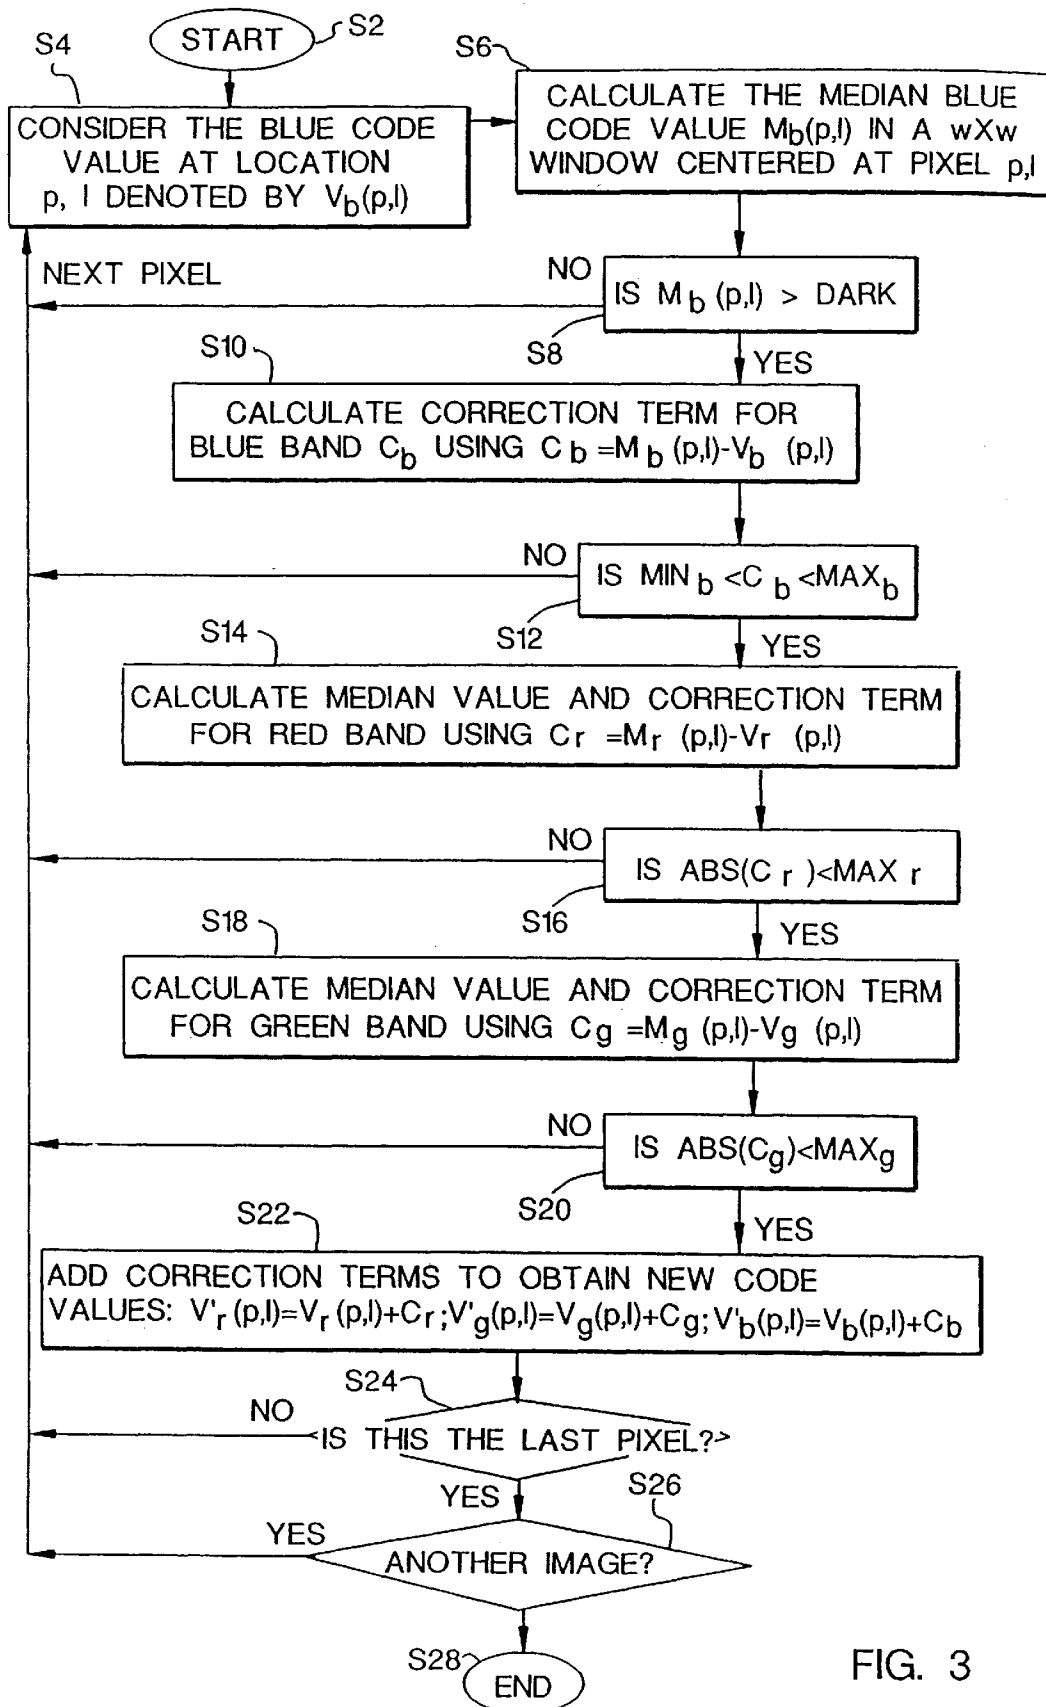 START
S2
S4
S6
CONSIDER THE BLUE CODE
VALUE AT LOCATION
p, l DENOTED BY Vb(p,l)
CALCULATE THE MEDIAN BLUE
CODE VALUE Mb(p,l) IN A wXw
WINDOW CENTERED AT PIXEL p,l
NEXT PIXEL
NO
IS Mb(p,l) > DARK
S8
YES
S10
CALCULATE CORRECTION TERM FOR
BLUE BAND Cb USING Cb=Mb(p,l)-Vb (p,l)
NO
IS MINb<Cb<MAXb
S12
YES
S14
CALCULATE MEDIAN VALUE AND CORRECTION TERM
FOR RED BAND USING Cr=Mr (p,l)-Vr (p,l)
NO
IS ABS(Cr)<MAXr
S16
YES
S18
CALCULATE MEDIAN VALUE AND CORRECTION TERM
FOR GREEN BAND USING Cg=Mg (p,l)-Vg (p,l)
NO
IS ABS(Cg)<MAXg
S20
YES
S22
ADD CORRECTION TERMS TO OBTAIN NEW CODE
VALUES: V'r(p,l)=Vr(p,l)+Cr;V'g(p,l)=Vg(p,l)+Cg;V'b(p,l)=Vb(p,l)+Cb
S24
NO
IS THIS THE LAST PIXEL?
YES
S26
YES
ANOTHER IMAGE?
S28
END
FIG. 3